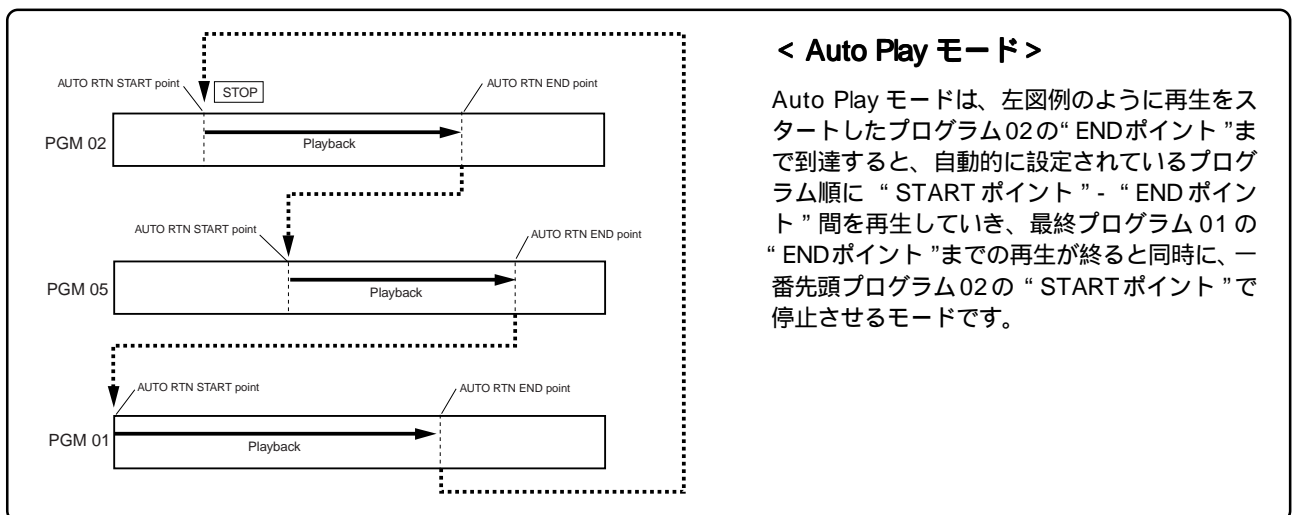 AUTO RTN START point
STOP
AUTO RTN END point
PGM 02
Playback
AUTO RTN START point
AUTO RTN END point
PGM 05
Playback
AUTO RTN START point
AUTO RTN END point
PGM 01
Playback
< Auto Play モード >
Auto Play モードは、左図例のように再生をス
タートしたプログラム 02 の“ END ポイント ”ま
で到達すると、自動的に設定されているプログ
ラム順に “ START ポイント ” - “ END ポイン
ト ” 間を再生していき、最終プログラム 01 の
“ END ポイント ”までの再生が終ると同時に、一
番先頭プログラム 02 の “ START ポイント ”で
停止させるモードです。